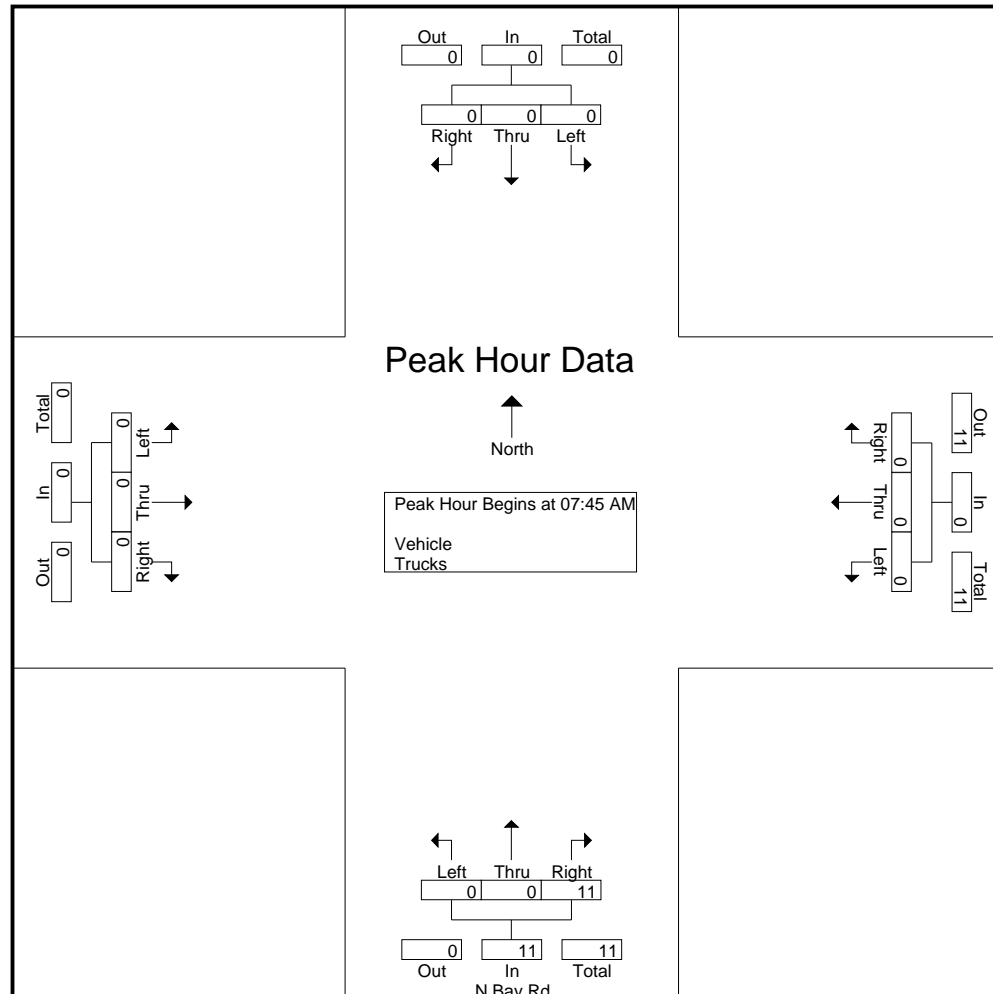 Out In Total
0 0 0
0 0 0
Right Thru Left
Peak Hour Data
North
Peak Hour Begins at 07:45 AM
Vehicle
Trucks
Total In Out
0 0 0
0 0 0
Left Thru Right
Out In Total
11 0 11
0 0 0
Right Thru Left
Left Thru Right
0 0 11
0 11 11
Out In Total
N Bay Rd